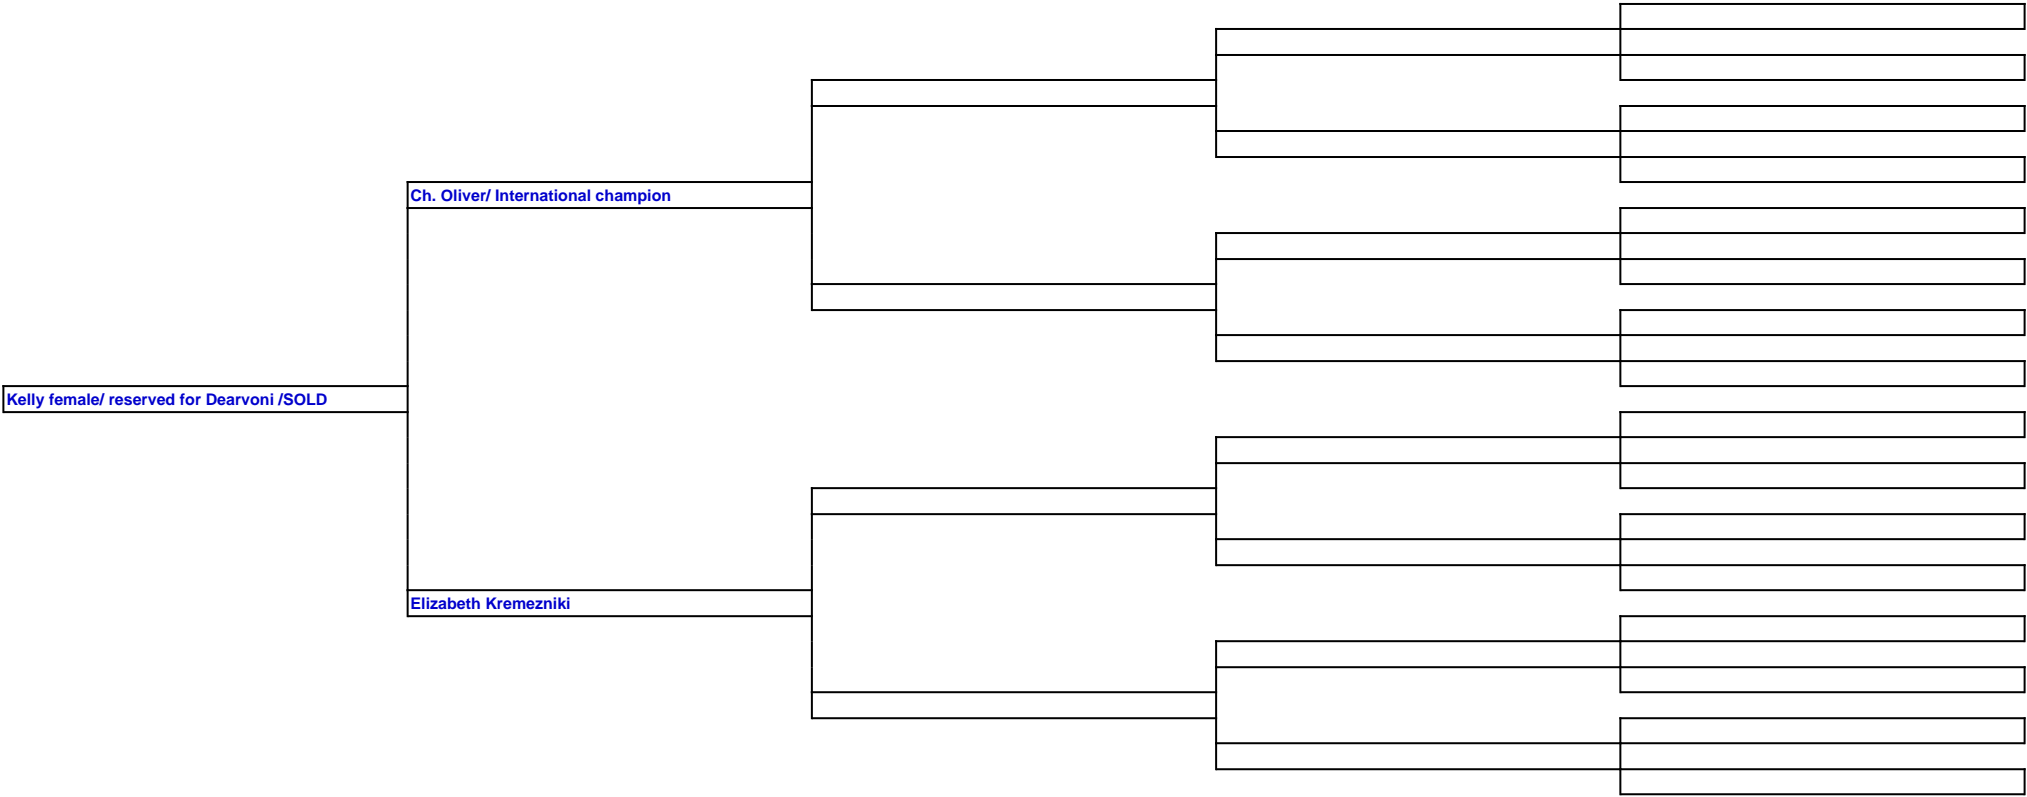 Ch. Oliver/ International champion
Kelly female/ reserved for Dearvoni /SOLD
Elizabeth Kremezniki